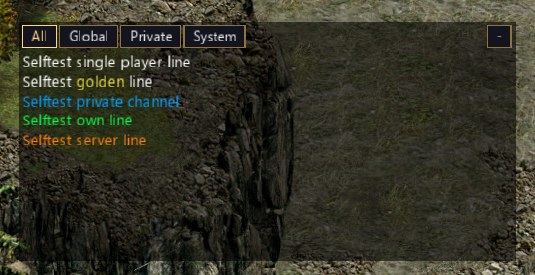 All Global Private System -
Selftest single player line
Selftest golden line
Selftest private channel
Selftest own line
Selftest server line